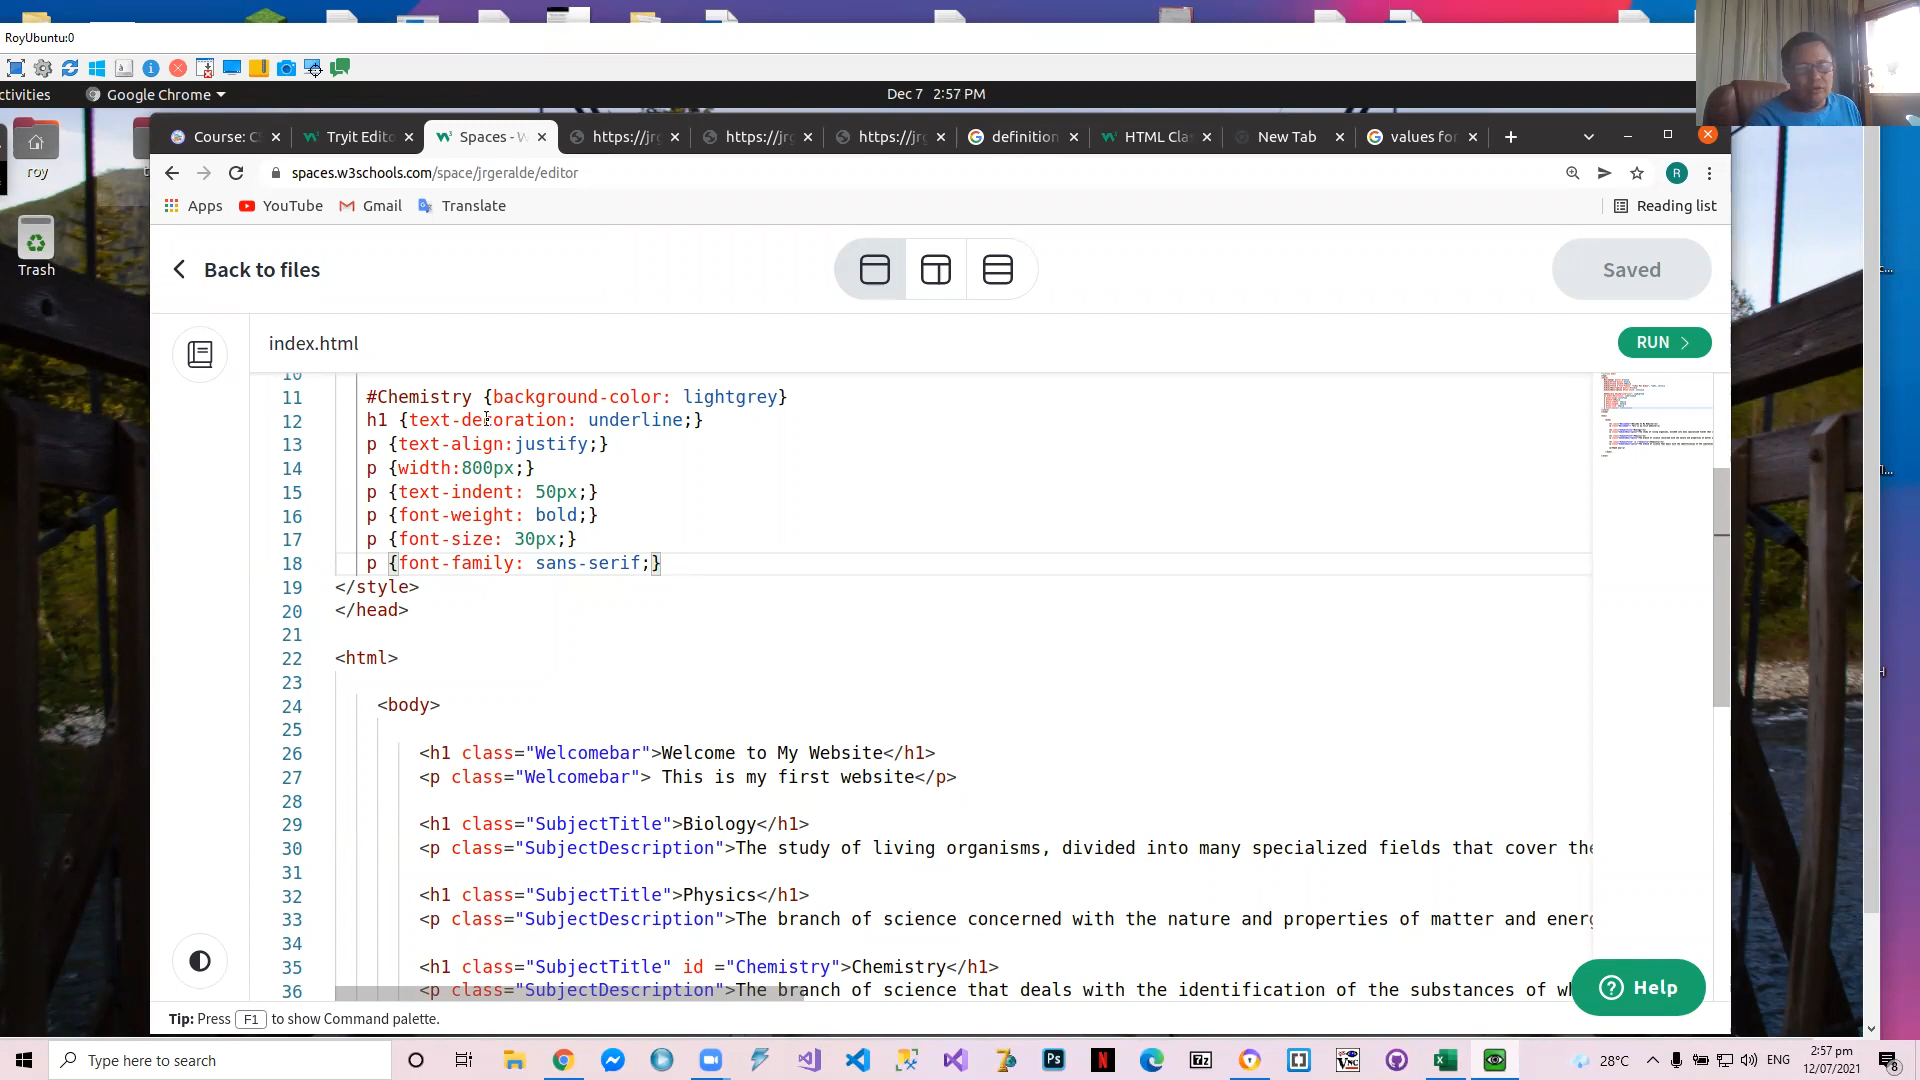 RoyUbuntu:0
ctivities
Google Chrome
Dec 7 2:57 PM
roy
Trash
Course: CS
Tryit Edito
Spaces - W
https://jrg
https://jrg
https://jrg
definition
HTML Cla
New Tab
values for
spaces.w3schools.com/space/jrgeralde/editor
R
Apps
YouTube
Gmail
Translate
Reading list
Back to files
Saved
index.html
RUN
10
11 #Chemistry {background-color: lightgrey}
12 h1 {text-decoration: underline;}
13 p {text-align:justify;}
14 p {width:800px;}
15 p {text-indent: 50px;}
16 p {font-weight: bold;}
17 p {font-size: 30px;}
18 p {font-family: sans-serif;}
19 </style>
20 </head>
21
22 <html>
23
24 <body>
25
26 <h1 class="Welcomebar">Welcome to My Website</h1>
27 <p class="Welcomebar"> This is my first website</p>
28
29 <h1 class="SubjectTitle">Biology</h1>
30 <p class="SubjectDescription">The study of living organisms, divided into many specialized fields that cover the
31
32 <h1 class="SubjectTitle">Physics</h1>
33 <p class="SubjectDescription">The branch of science concerned with the nature and properties of matter and energ
34
35 <h1 class="SubjectTitle" id ="Chemistry">Chemistry</h1>
36 <p class="SubjectDescription">The branch of science that deals with the identification of the substances of wh
Help
Tip: Press F1 to show Command palette.
Type here to search
28°C
ENG
2:57 pm
12/07/2021
8